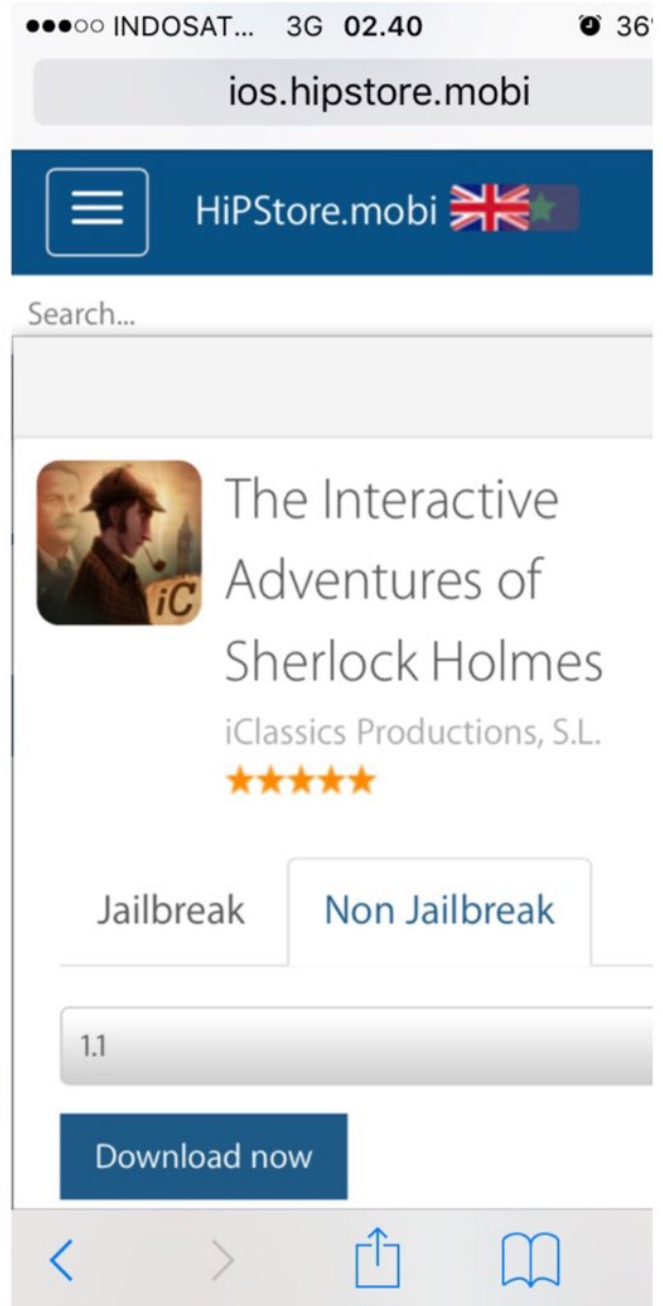 INDOSAT... 3G 02.40 36
ios.hipstore.mobi
HiPStore.mobi
Search...
iC
The Interactive
Adventures of
Sherlock Holmes
iClassics Productions, S.L.
Jailbreak Non Jailbreak
1.1
Download now